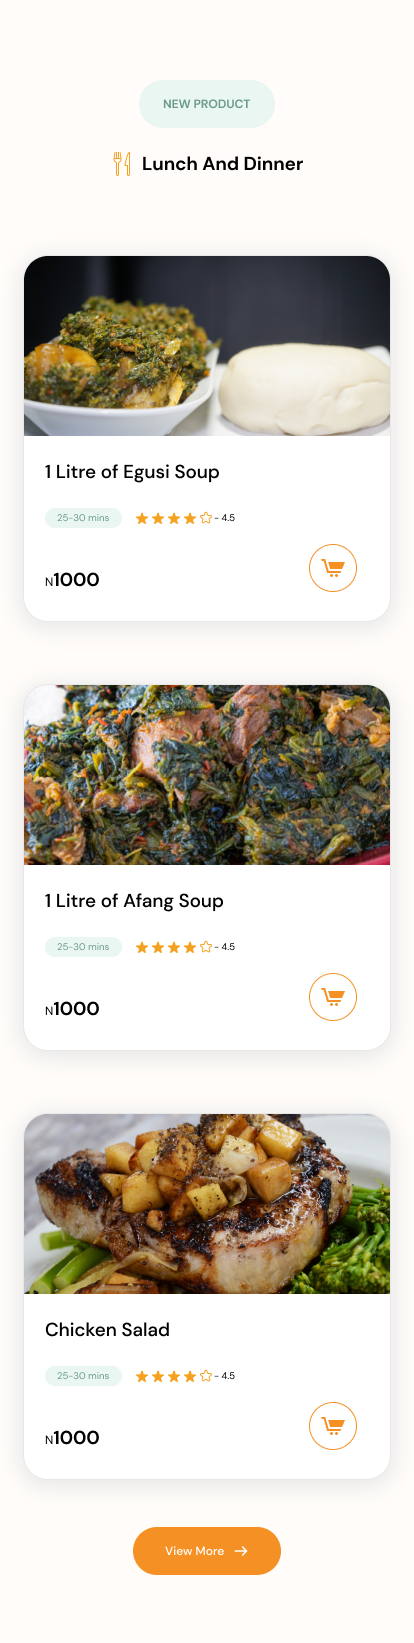 NEW PRODUCT
Lunch And Dinner
1 Litre of Egusi Soup
25-30 mins - 4.5
N1000
1 Litre of Afang Soup
25-30 mins - 4.5
N1000
Chicken Salad
25-30 mins - 4.5
N1000
View More